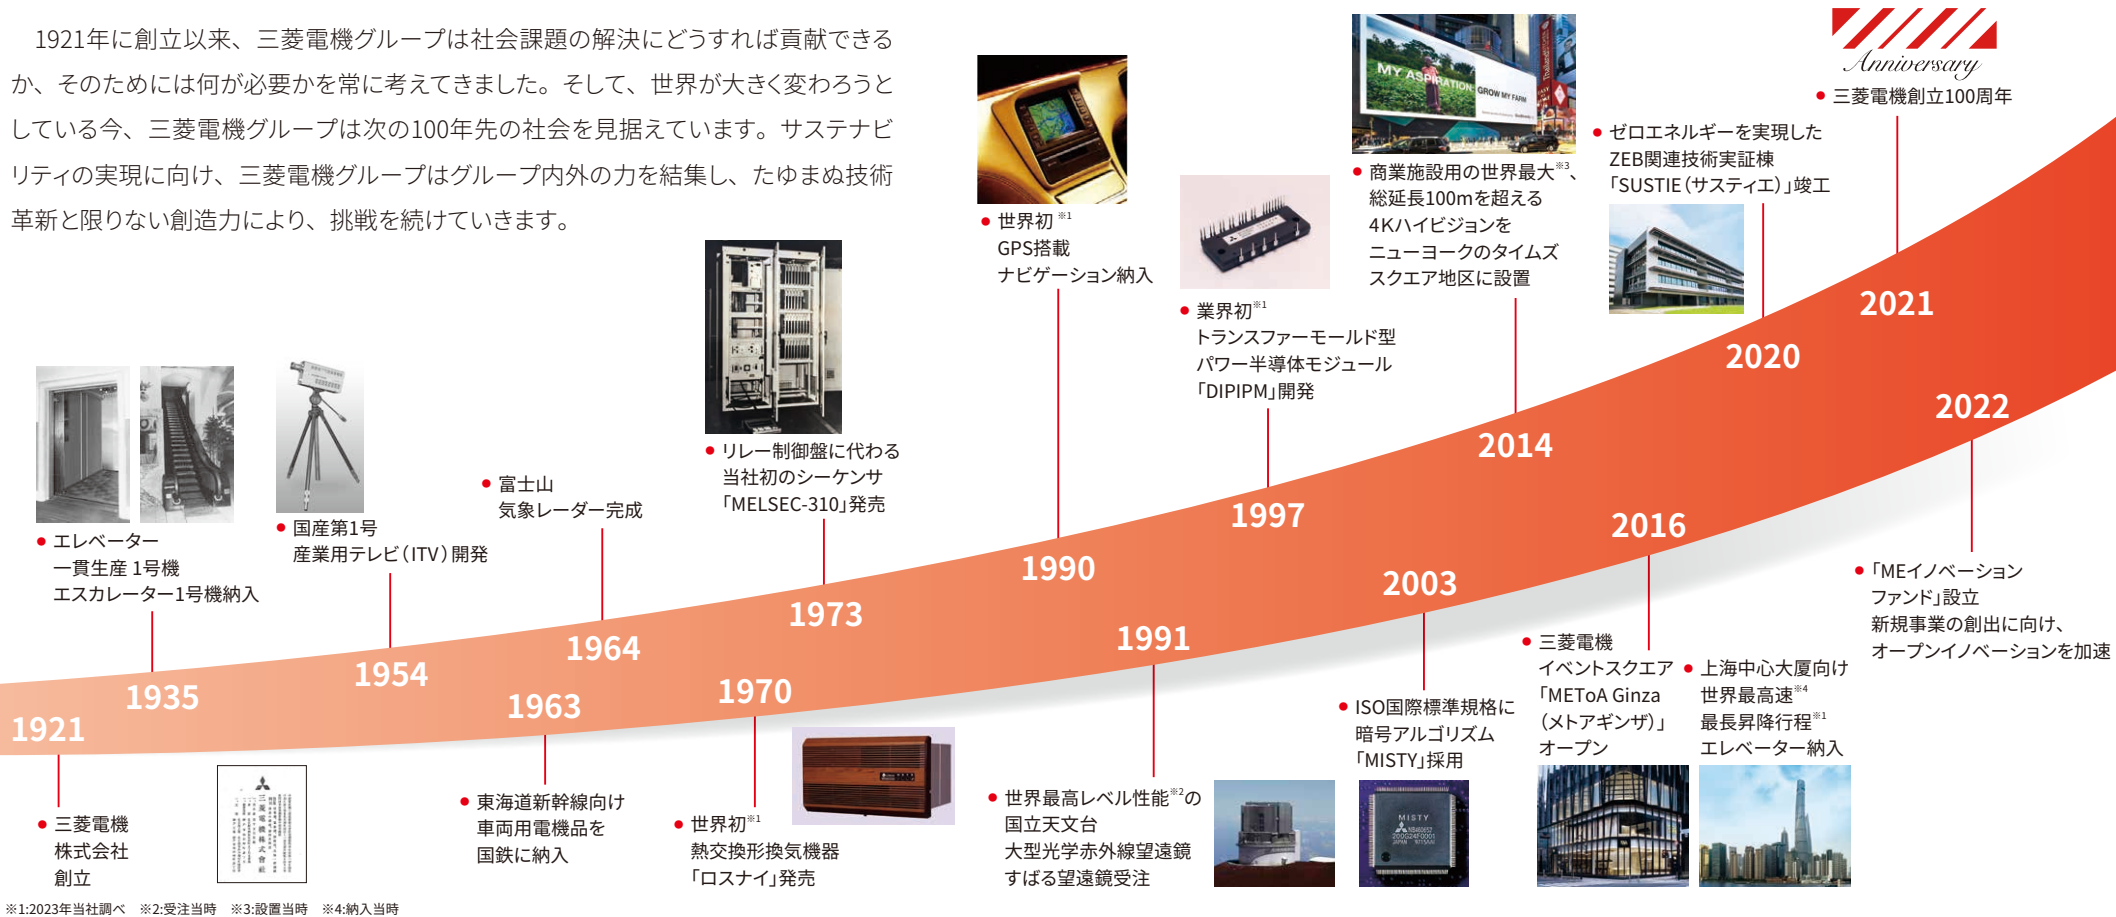 1921年に創立以来、三菱電機グループは社会課題の解決にどうすれば貢献できる
か、そのためには何が必要かを常に考えてきました。そして、世界が大きく変わろうと
している今、三菱電機グループは次の100年先の社会を見据えています。サステナビ
リティの実現に向け、三菱電機グループはグループ内外の力を結集し、たゆまぬ技術
革新と限りない創造力により、挑戦を続けていきます。
1921
● 三菱電機
株式会社
創立
三菱電機株式會社
1935
● エレベーター
一貫生産 1号機
エスカレーター1号機納入
1954
● 国産第1号
産業用テレビ(ITV)開発
1963
● 東海道新幹線向け
車両用電機品を
国鉄に納入
1964
● 富士山
気象レーダー完成
1970
● 世界初※1
熱交換形換気機器
「ロスナイ」発売
1973
● リレー制御盤に代わる
当社初のシーケンサ
「MELSEC-310」発売
1990
● 世界初※1
GPS搭載
ナビゲーション納入
1991
● 世界最高レベル性能※2の
国立天文台
大型光学赤外線望遠鏡
すばる望遠鏡受注
1997
● 業界初※1
トランスファーモールド型
パワー半導体モジュール
「DIPIPM」開発
2003
● ISO国際標準規格に
暗号アルゴリズム
「MISTY」採用
MISTY
JAPAN
2014
MY ASPIRATION: GROW MY FARM
● 商業施設用の世界最大※3、
総延長100mを超える
4Kハイビジョンを
ニューヨークのタイムズ
スクエア地区に設置
2016
● 三菱電機
イベントスクエア
「METoA Ginza
(メトアギンザ)」
オープン
● 上海中心大厦向け
世界最高速※4
最長昇降行程※1
エレベーター納入
2020
● ゼロエネルギーを実現した
ZEB関連技術実証棟
「SUSTIE(サスティエ)」竣工
2021
Anniversary
● 三菱電機創立100周年
2022
● 「MEイノベーション
ファンド」設立
新規事業の創出に向け、
オープンイノベーションを加速
※1:2023年当社調べ ※2:受注当時 ※3:設置当時 ※4:納入当時